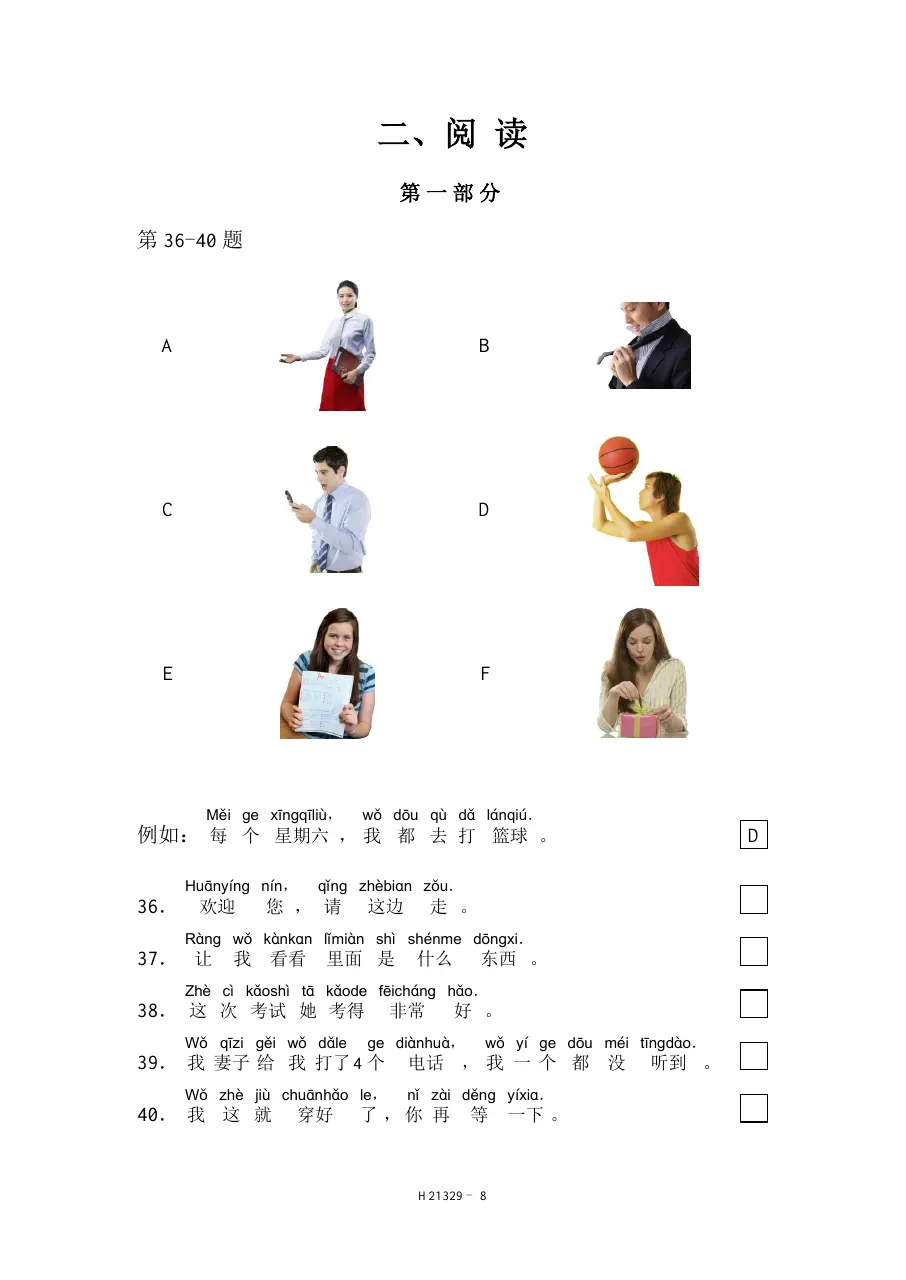 二、阅 读
第一部分
第 36-40 题
A B
C D
E F
Měi ge xīngqīliù, wǒ dōu qù dǎ lánqiú.
例如: 每 个 星期六 , 我 都 去 打 篮球 。 D
Huānyíng nín, qǐng zhèbian zǒu.
36. 欢迎 您 , 请 这边 走 。
Ràng wǒ kànkan lǐmiàn shì shénme dōngxi.
37. 让 我 看看 里面 是 什么 东西 。
Zhè cì kǎoshì tā kǎode fēicháng hǎo.
38. 这 次 考试 她 考得 非常 好 。
Wǒ qīzi gěi wǒ dǎle ge diànhuà, wǒ yí ge dōu méi tīngdào.
39. 我 妻子 给 我 打了4 个 电话 , 我 一 个 都 没 听到 。
Wǒ zhè jiù chuānhǎo le, nǐ zài děng yíxia.
40. 我 这 就 穿好 了 , 你 再 等 一下 。
H21329 - 8